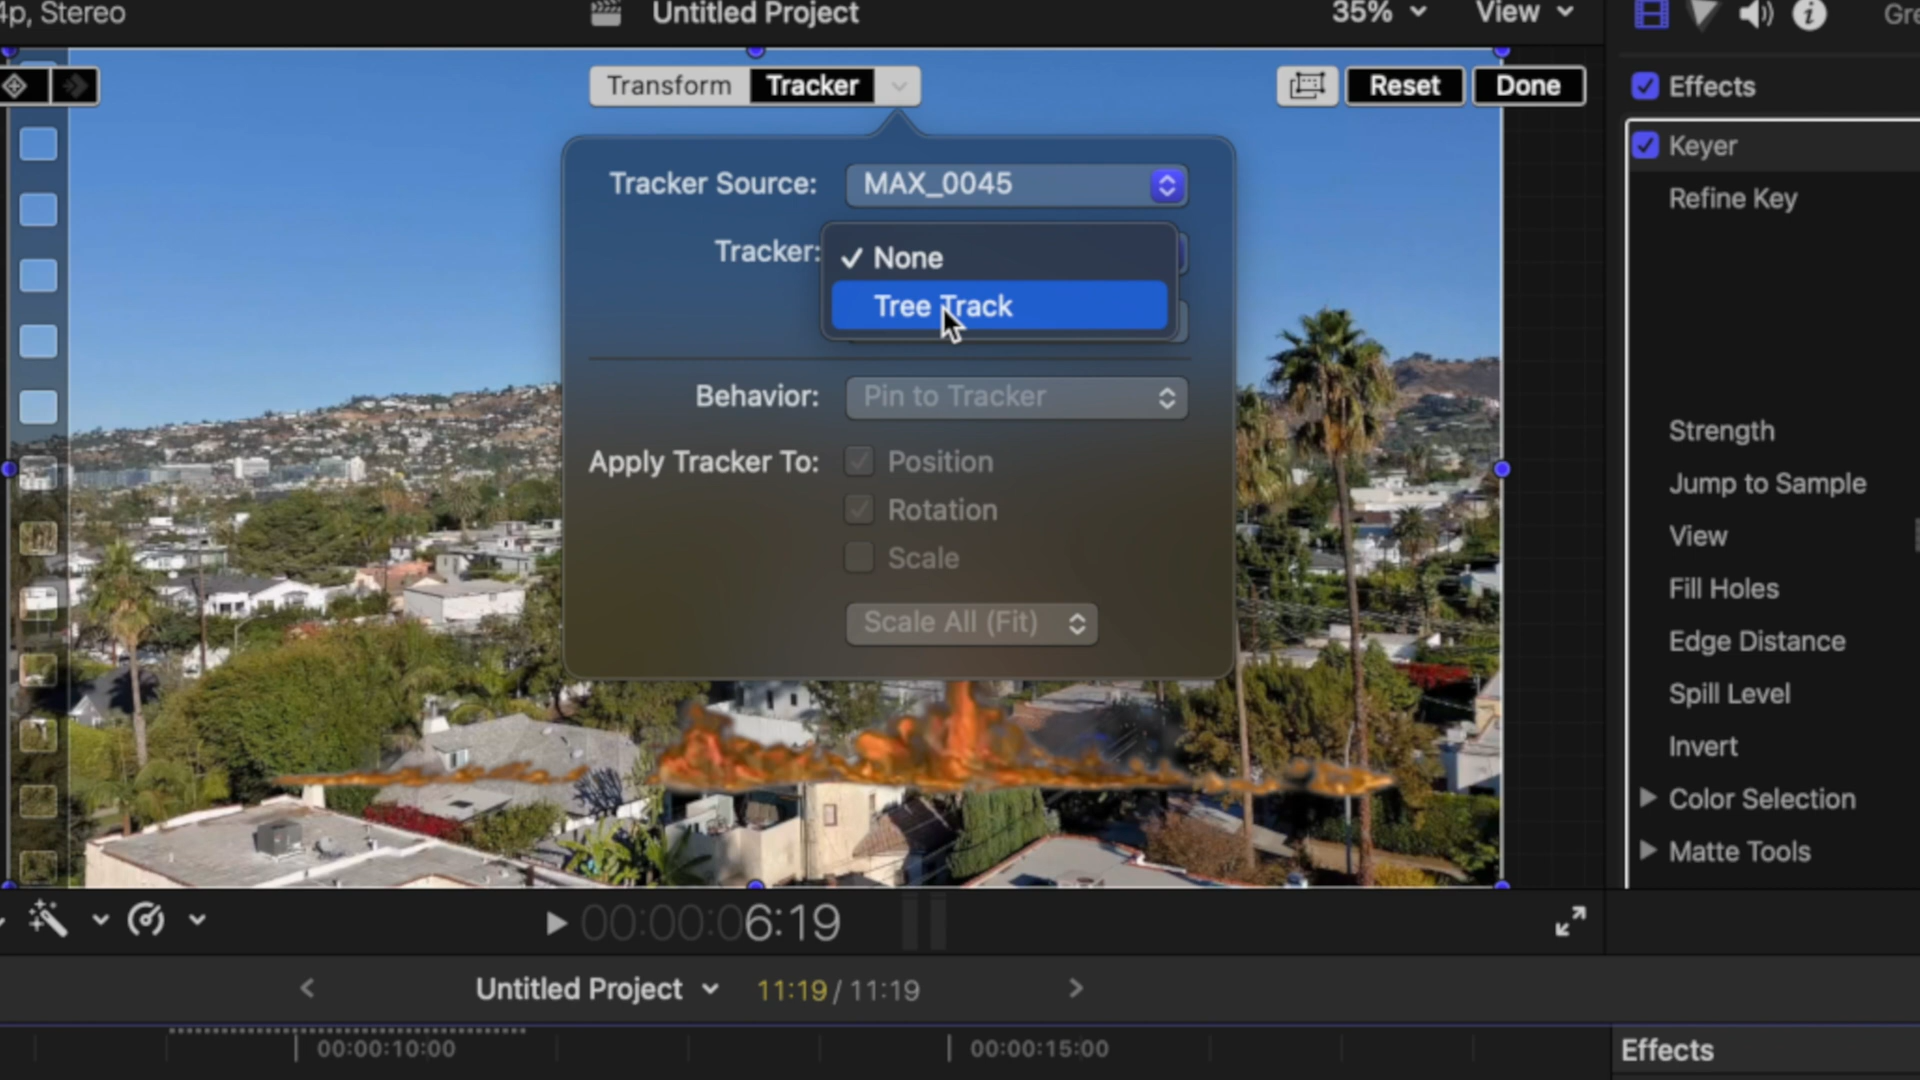 4p, Stereo
Untitled Project
35%
View
Transform
Tracker
Reset
Done
Effects
Tracker Source:
MAX_0045
Keyer
Refine Key
Tracker:
None
Tree Track
Behavior:
Pin to Tracker
Strength
Apply Tracker To:
Position
Jump to Sample
Rotation
View
Scale
Fill Holes
Scale All (Fit)
Edge Distance
Spill Level
Invert
Color Selection
Matte Tools
00:00:06:19
Untitled Project
11:19 / 11:19
00:00:10:00
00:00:15:00
Effects